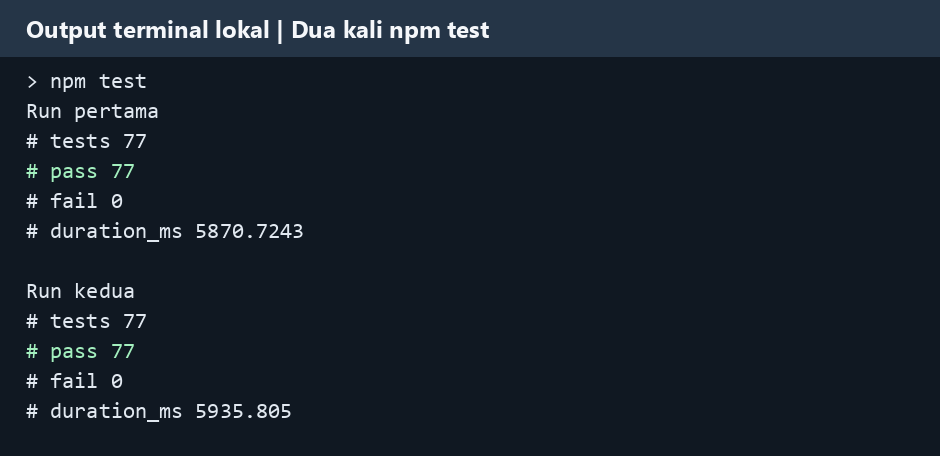 Output terminal lokal | Dua kali npm test
> npm test
Run pertama
# tests 77
# pass 77
# fail 0
# duration_ms 5870.7243
Run kedua
# tests 77
# pass 77
# fail 0
# duration_ms 5935.805